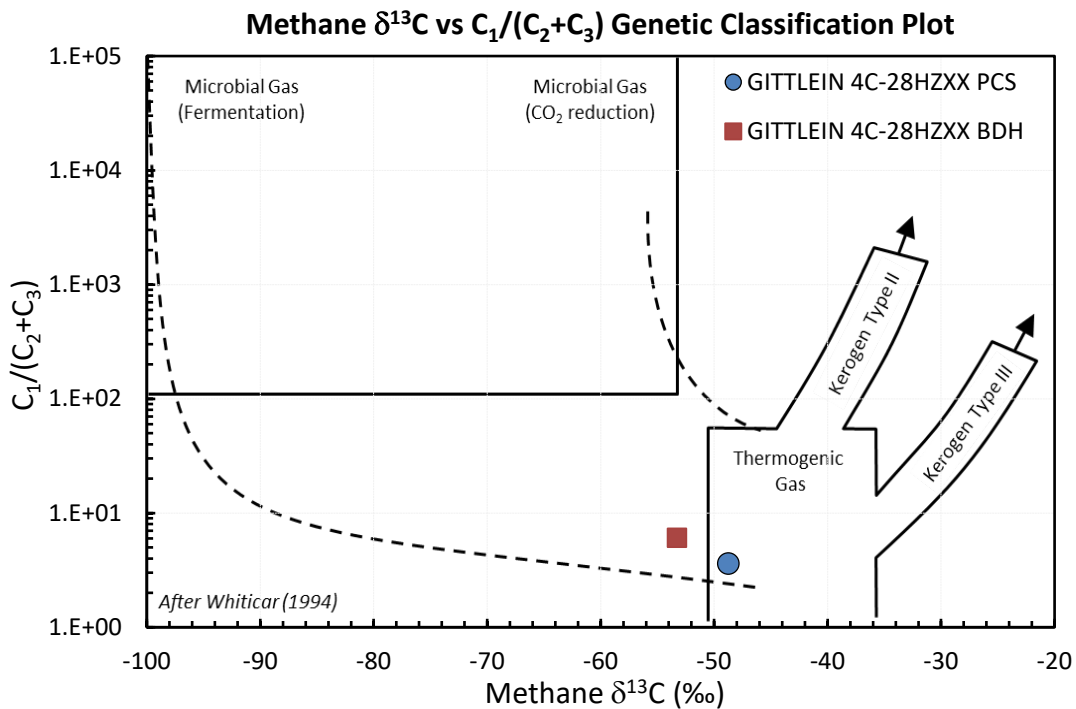 Methane δ¹³C vs C₁/(C₂+C₃) Genetic Classification Plot
1.E+05
1.E+04
1.E+03
1.E+02
1.E+01
1.E+00
C₁/(C₂+C₃)
Microbial Gas
(Fermentation)
Microbial Gas
(CO₂ reduction)
GITTLEIN 4C-28HZXX PCS
GITTLEIN 4C-28HZXX BDH
Kerogen Type II
Kerogen Type III
Thermogenic
Gas
After Whiticar (1994)
-100 -90 -80 -70 -60 -50 -40 -30 -20
Methane δ¹³C (‰)